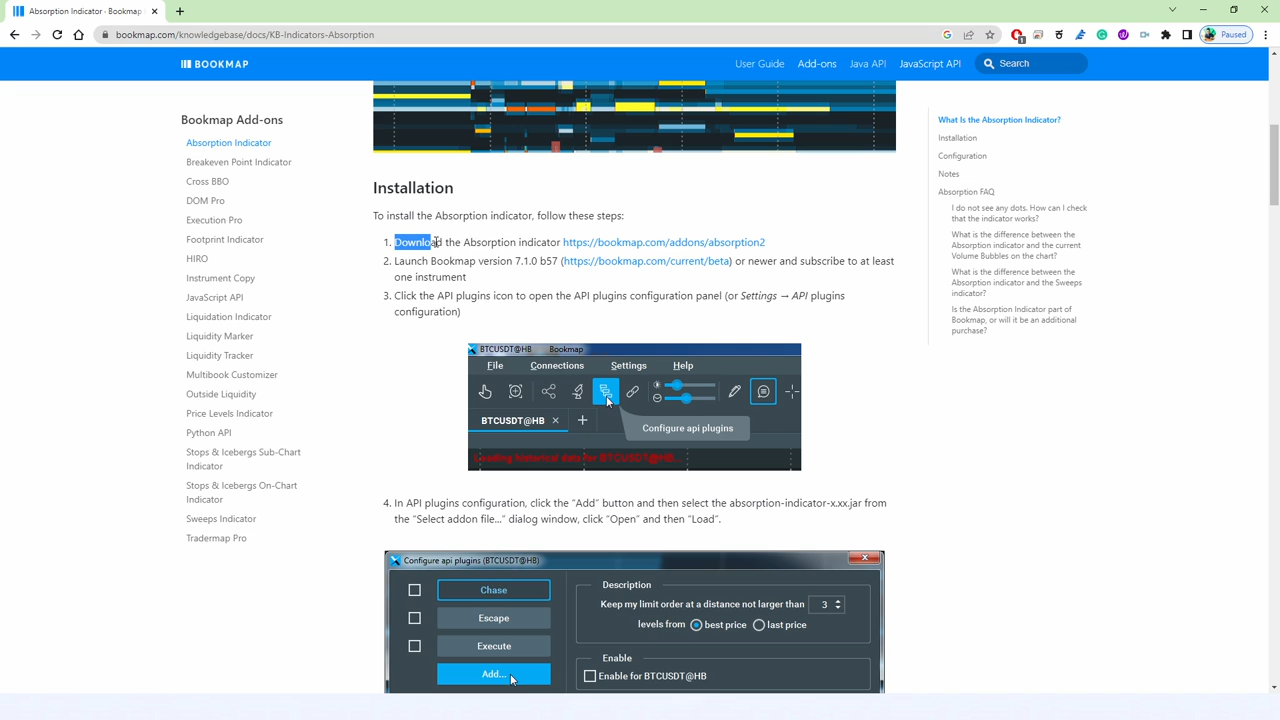 Absorption Indicator - Bookmap
bookmap.com/knowledgebase/docs/KB-Indicators-Absorption
1
Paused
BOOKMAP
User Guide
Add-ons
Java API
JavaScript API
Search
Bookmap Add-ons
Absorption Indicator
Breakeven Point Indicator
Cross BBO
DOM Pro
Execution Pro
Footprint Indicator
HIRO
Instrument Copy
JavaScript API
Liquidation Indicator
Liquidity Marker
Liquidity Tracker
Multibook Customizer
Outside Liquidity
Price Levels Indicator
Python API
Stops & Icebergs Sub-Chart
Indicator
Stops & Icebergs On-Chart
Indicator
Sweeps Indicator
Tradermap Pro
Installation
To install the Absorption indicator, follow these steps:
1. Download the Absorption indicator https://bookmap.com/addons/absorption2
2. Launch Bookmap version 7.1.0 b57 (https://bookmap.com/current/beta) or newer and subscribe to at least
one instrument
3. Click the API plugins icon to open the API plugins configuration panel (or Settings → API plugins
configuration)
BTCUSDT@HB Bookmap
File Connections Settings Help
BTCUSDT@HB × +
Configure api plugins
Loading historical data for BTCUSDT@HB...
4. In API plugins configuration, click the "Add" button and then select the absorption-indicator-x.xx.jar from
the "Select addon file..." dialog window, click "Open" and then "Load".
Configure api plugins (BTCUSDT@HB)
Chase
Escape
Execute
Add...
Description
Keep my limit order at a distance not larger than 3
levels from best price last price
Enable
Enable for BTCUSDT@HB
What Is the Absorption Indicator?
Installation
Configuration
Notes
Absorption FAQ
I do not see any dots. How can I check
that the indicator works?
What is the difference between the
Absorption indicator and the current
Volume Bubbles on the chart?
What is the difference between the
Absorption indicator and the Sweeps
indicator?
Is the Absorption Indicator part of
Bookmap, or will it be an additional
purchase?